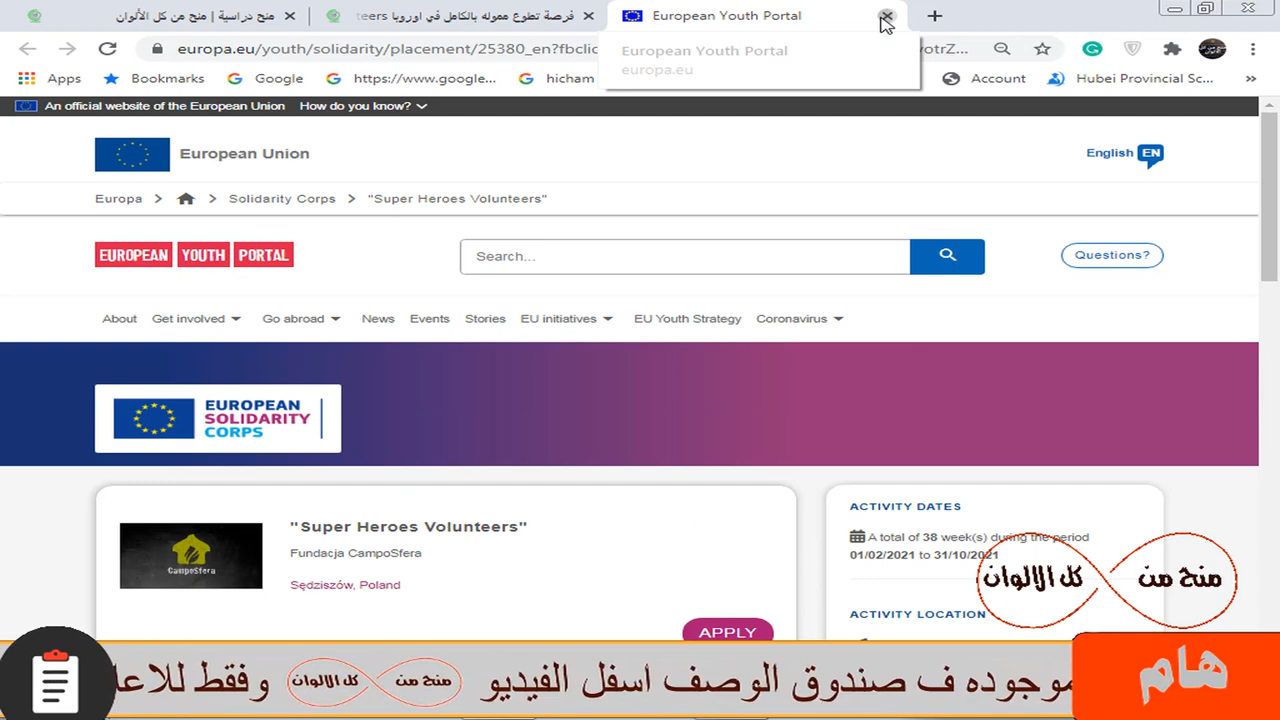 منح دراسية | منح من كل الألوان
فرصة تطوع مموله بالكامل في اوروبا teers
European Youth Portal
europa.eu/youth/solidarity/placement/25380_en?fbclic
votrZ...
European Youth Portal
europa.eu
Apps
Bookmarks
Google
https://www.google...
hicham
Account
Hubei Provincial Sc...
»
An official website of the European Union How do you know?
European Union
English EN
Europa > Solidarity Corps > "Super Heroes Volunteers"
EUROPEAN YOUTH PORTAL
Search...
Questions?
About Get involved Go abroad News Events Stories EU initiatives EU Youth Strategy Coronavirus
EUROPEAN
SOLIDARITY
CORPS
CampoSfera
"Super Heroes Volunteers"
Fundacja CampoSfera
Sędziszów, Poland
APPLY
ACTIVITY DATES
A total of 38 week(s) during the period
01/02/2021 to 31/10/2021
ACTIVITY LOCATION
منح من كل الالوان
هام
موجوده ف صندوق الوصف اسفل الفيديو منح من كل الالوان وفقط للاعلا